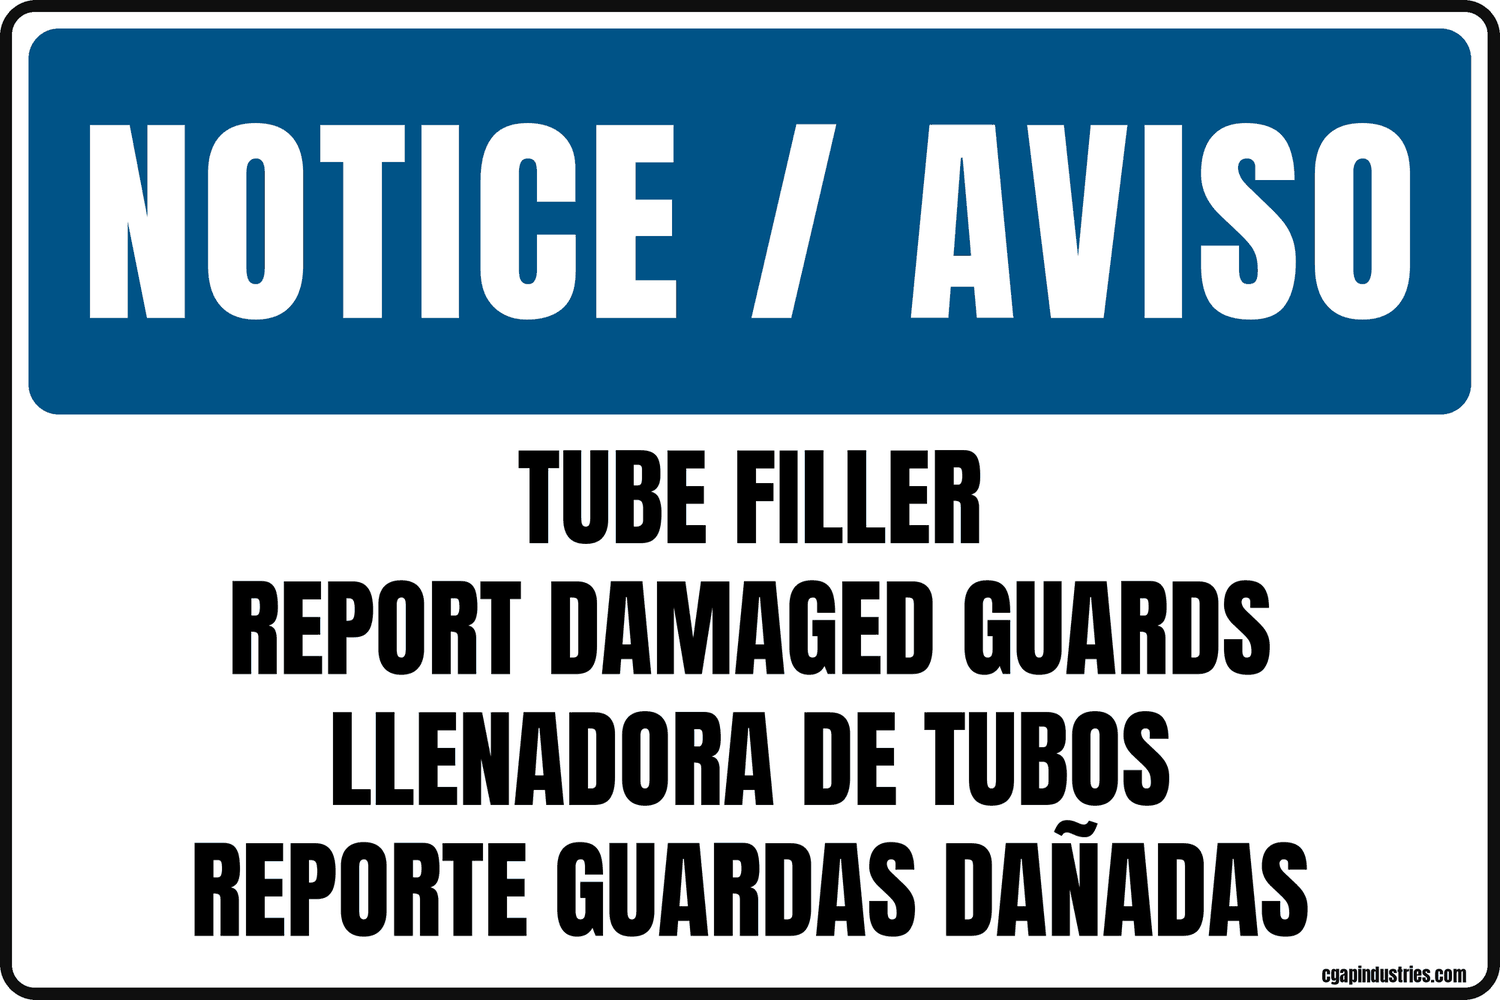 NOTICE / AVISO
TUBE FILLER
REPORT DAMAGED GUARDS
LLENADORA DE TUBOS
REPORTE GUARDAS DAÑADAS
cgapindustries.com